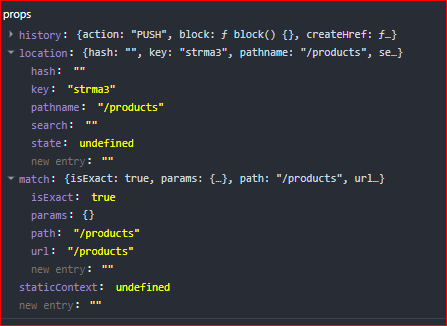 props
history: {action: "PUSH", block: ƒ block() {}, createHref: ƒ…}
location: {hash: "", key: "strma3", pathname: "/products", se…}
hash: ""
key: "strma3"
pathname: "/products"
search: ""
state: undefined
new entry: ""
match: {isExact: true, params: {…}, path: "/products", url…}
isExact: true
params: {}
path: "/products"
url: "/products"
new entry: ""
staticContext: undefined
new entry: ""